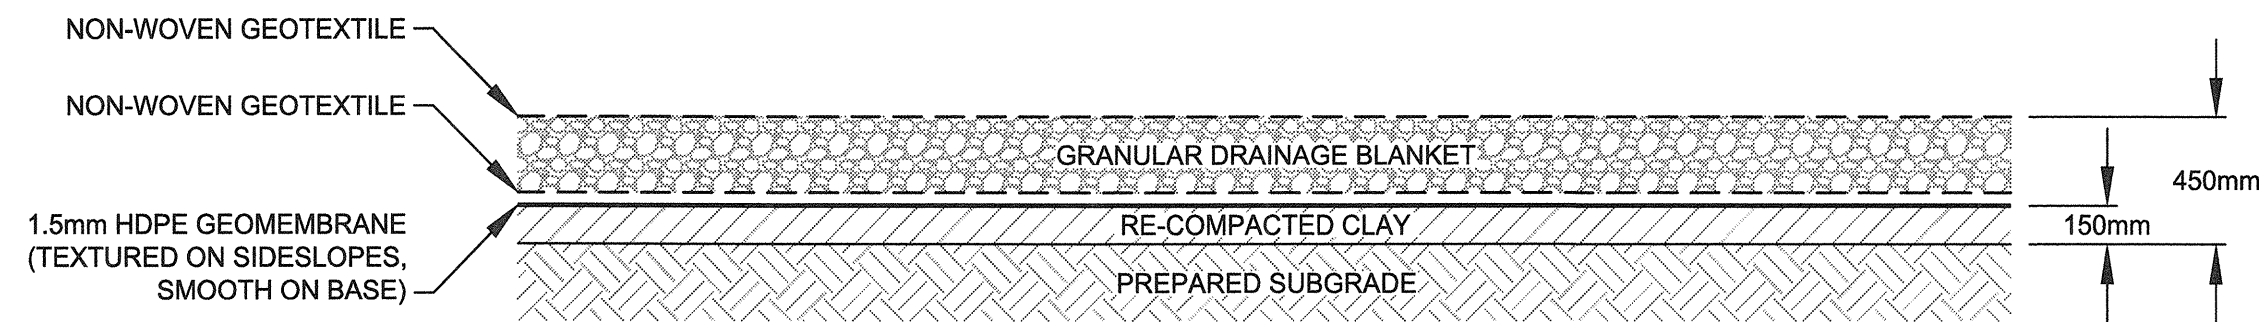 NON-WOVEN GEOTEXTILE
NON-WOVEN GEOTEXTILE
GRANULAR DRAINAGE BLANKET
450mm
1.5mm HDPE GEOMEMBRANE
(TEXTURED ON SIDESLOPES,
SMOOTH ON BASE)
RE-COMPACTED CLAY
150mm
PREPARED SUBGRADE